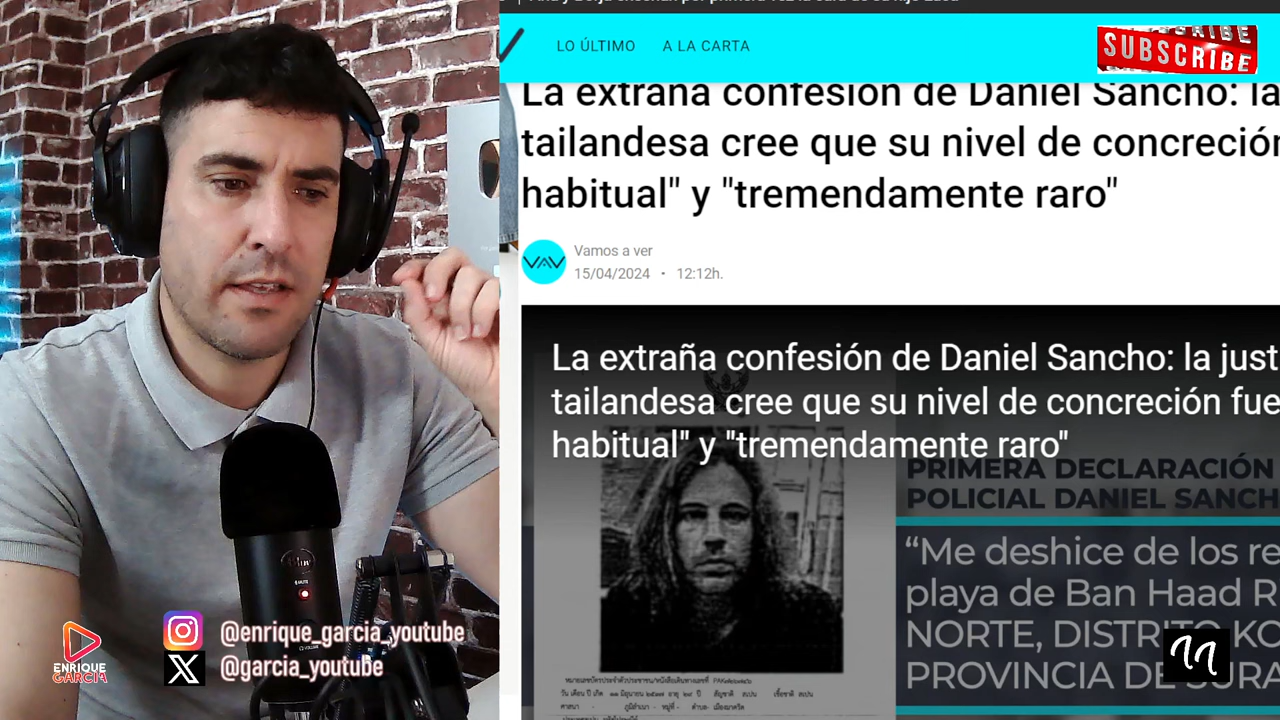 LO ÚLTIMO
A LA CARTA
SUBSCRIBE
La extraña confesión de Daniel Sancho: la
tailandesa cree que su nivel de concreción
habitual" y "tremendamente raro"
Vamos a ver
15/04/2024 • 12:12h.
La extraña confesión de Daniel Sancho: la just
tailandesa cree que su nivel de concreción fue
habitual" y "tremendamente raro"
PRIMERA DECLARACIÓN
POLICIAL DANIEL SANCH
“Me deshice de los re
playa de Ban Haad R
NORTE, DISTRITO KO
PROVINCIA DE SURA
@enrique_garcia_youtube
@garcia_youtube
ENRIQUE
GARCIA